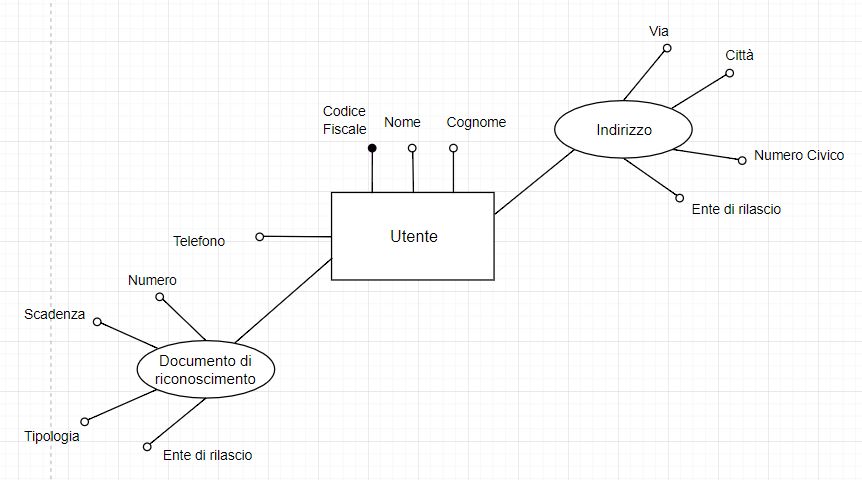 Via
Città
Codice
Fiscale
Nome
Cognome
Indirizzo
Numero Civico
Ente di rilascio
Utente
Telefono
Numero
Scadenza
Documento di
riconoscimento
Tipologia
Ente di rilascio